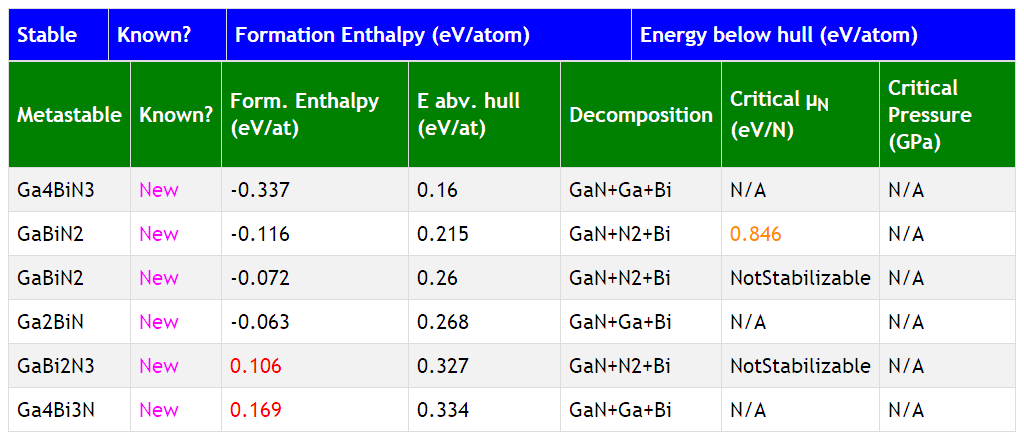 Stable Known? Formation Enthalpy (eV/atom) Energy below hull (eV/atom)
Metastable Known? Form. Enthalpy (eV/at) E abv. hull (eV/at) Decomposition Critical μN (eV/N) Critical Pressure (GPa)
Ga4BiN3 New -0.337 0.16 GaN+Ga+Bi N/A N/A
GaBiN2 New -0.116 0.215 GaN+N2+Bi 0.846 N/A
GaBiN2 New -0.072 0.26 GaN+N2+Bi NotStabilizable N/A
Ga2BiN New -0.063 0.268 GaN+Ga+Bi N/A N/A
GaBi2N3 New 0.106 0.327 GaN+N2+Bi NotStabilizable N/A
Ga4Bi3N New 0.169 0.334 GaN+Ga+Bi N/A N/A